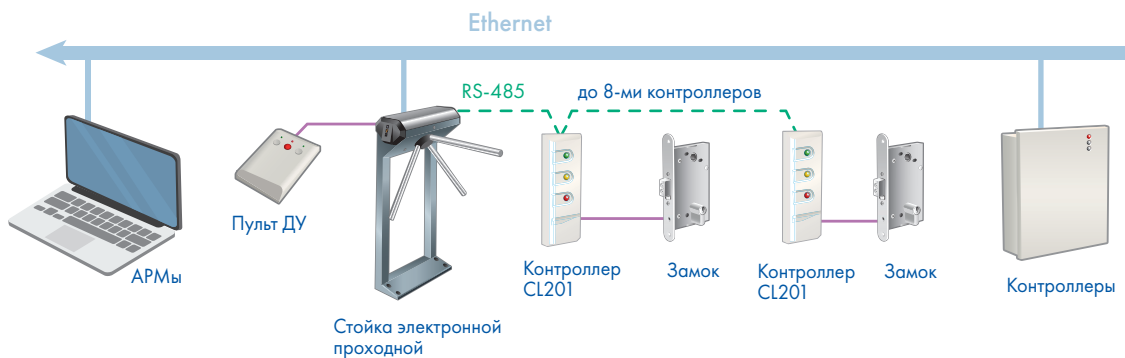 Ethernet
RS-485
до 8-ми контроллеров
Пульт ДУ
АРМы
Контроллер
CL201
Замок
Контроллер
CL201
Замок
Контроллеры
Стойка электронной
проходной